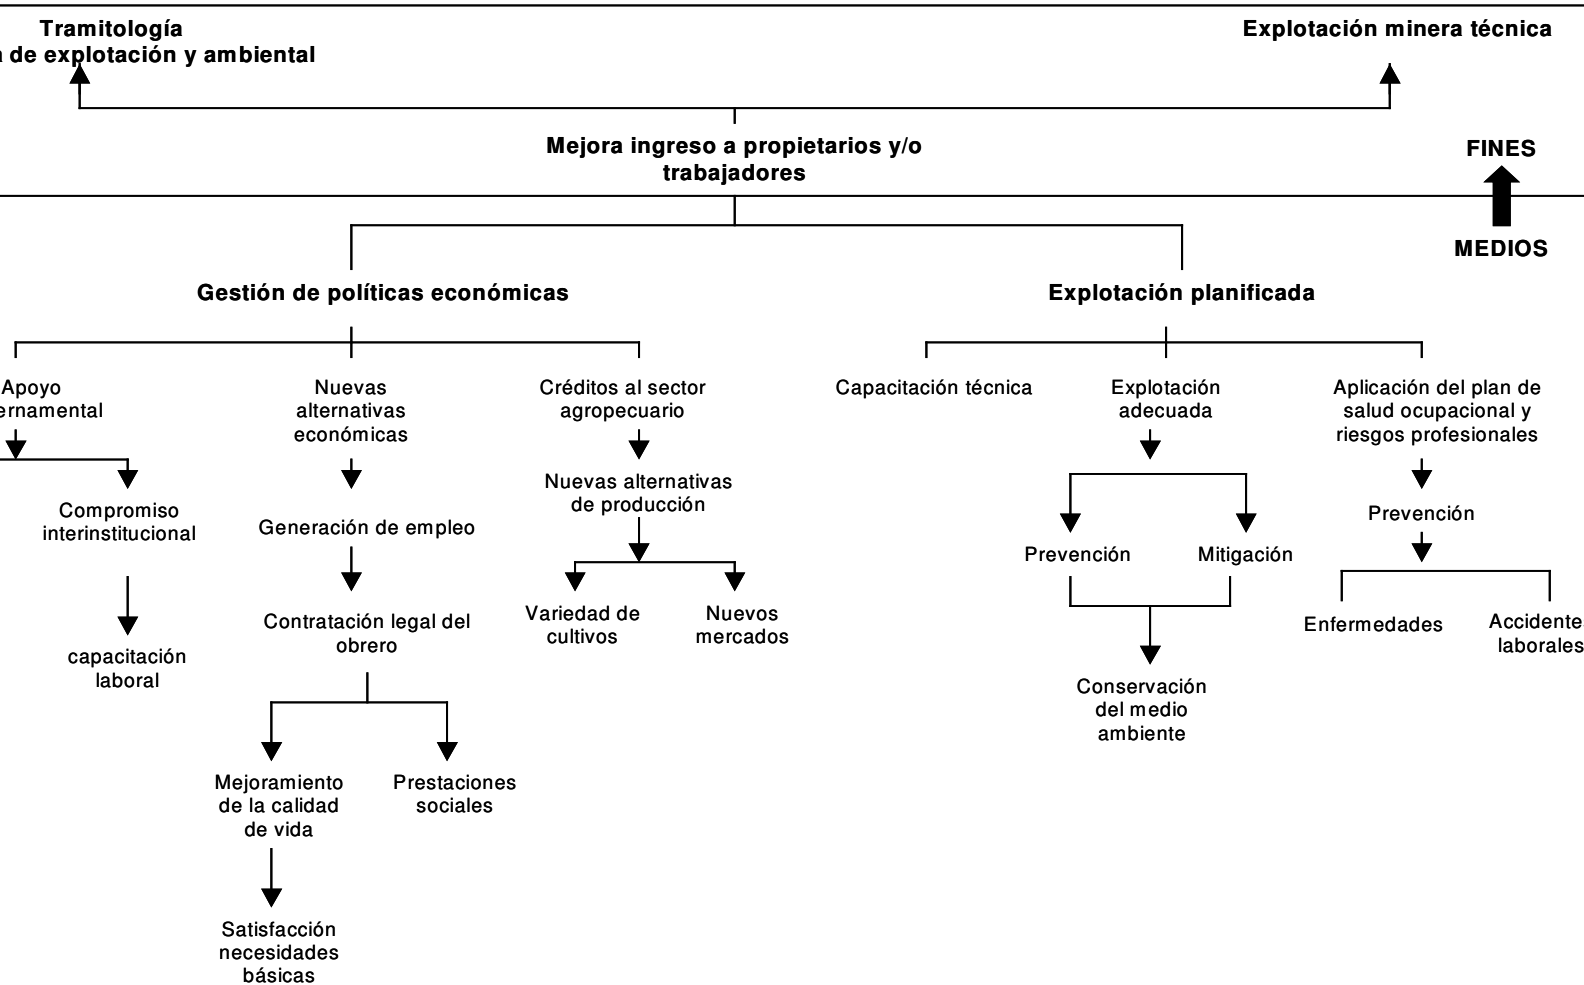 Tramitología
de explotación y ambiental
Explotación minera técnica
Mejora ingreso a propietarios y/o
trabajadores
FINES
MEDIOS
Gestión de políticas económicas
Explotación planificada
Apoyo
ernamental
Nuevas
alternativas
económicas
Créditos al sector
agropecuario
Capacitación técnica
Explotación
adecuada
Aplicación del plan de
salud ocupacional y
riesgos profesionales
Compromiso
interinstitucional
Generación de empleo
Nuevas alternativas
de producción
Prevención
Mitigación
Prevención
capacitación
laboral
Contratación legal del
obrero
Variedad de
cultivos
Nuevos
mercados
Enfermedades
Accidente
laborales
Conservación
del medio
ambiente
Mejoramiento
de la calidad
de vida
Prestaciones
sociales
Satisfacción
necesidades
básicas